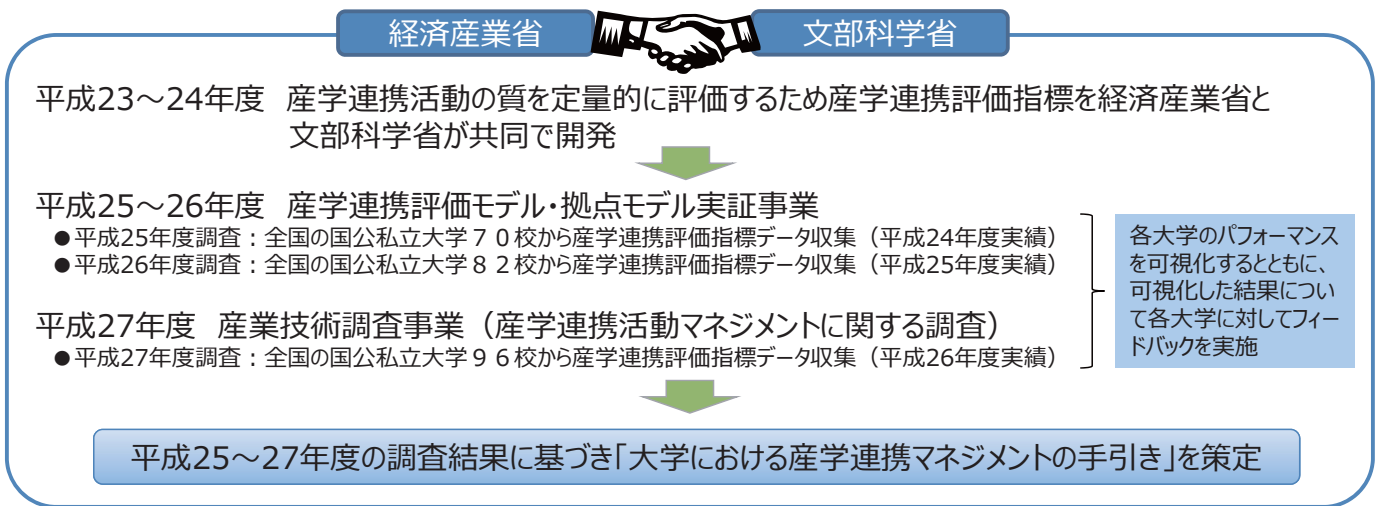 経済産業省
文部科学省
平成23～24年度　産学連携活動の質を定量的に評価するため産学連携評価指標を経済産業省と
文部科学省が共同で開発
平成25～26年度　産学連携評価モデル・拠点モデル実証事業
●平成25年度調査：全国の国公私立大学７０校から産学連携評価指標データ収集（平成24年度実績）
●平成26年度調査：全国の国公私立大学８２校から産学連携評価指標データ収集（平成25年度実績）
平成27年度　産業技術調査事業（産学連携活動マネジメントに関する調査）
●平成27年度調査：全国の国公私立大学９６校から産学連携評価指標データ収集（平成26年度実績）
各大学のパフォーマンス
を可視化するとともに、
可視化した結果につい
て各大学に対してフィー
ドバックを実施
平成25～27年度の調査結果に基づき「大学における産学連携マネジメントの手引き」を策定